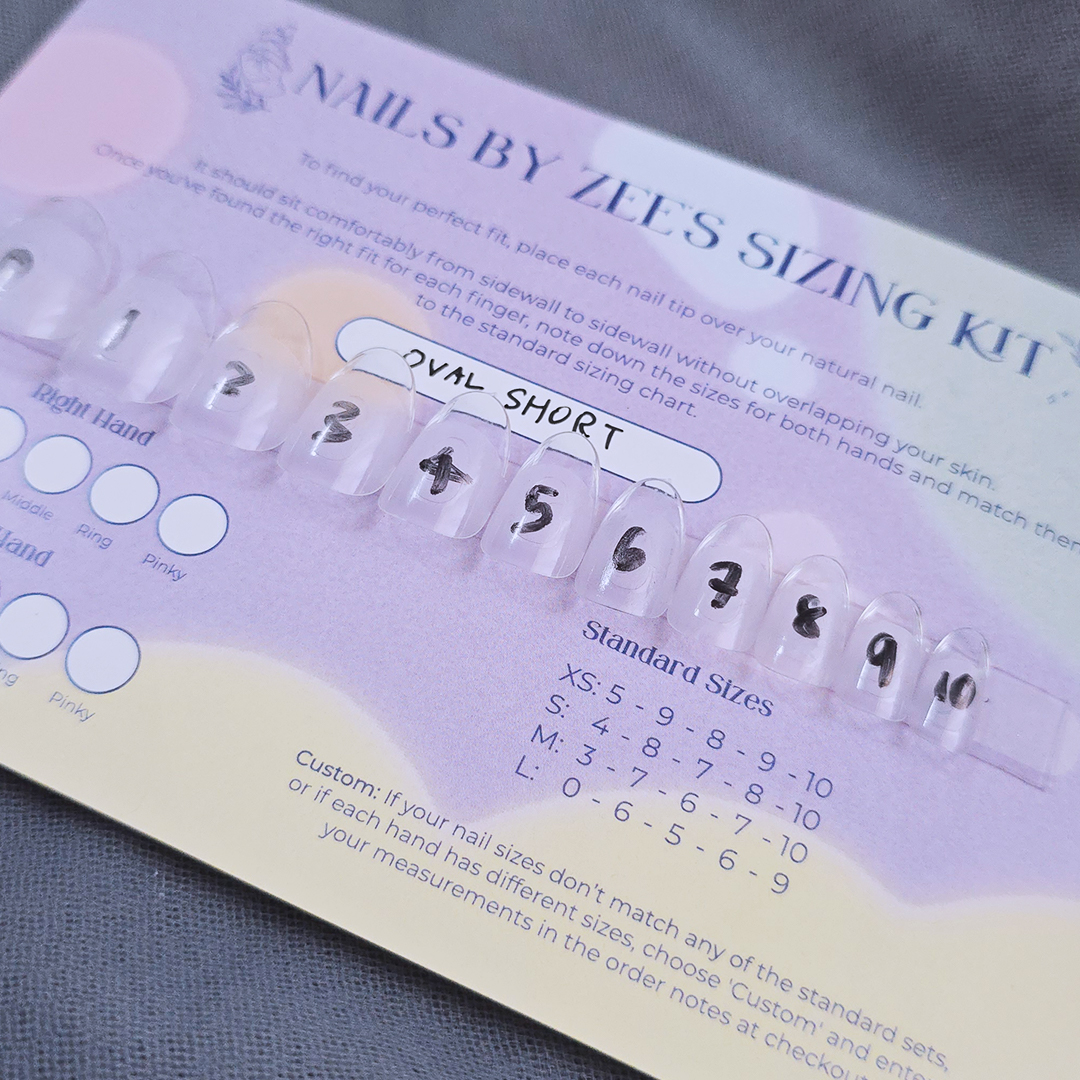 NAILS BY ZEE'S SIZING KIT
To find your perfect fit, place each nail tip over your natural nail.
It should sit comfortably from sidewall to sidewall without overlapping your skin.
Once you've found the right fit for each finger, note down the sizes for both hands and match them
to the standard sizing chart.
OVAL SHORT
0 1 2 3 4 5 6 7 8 9 10
Right Hand
Middle Ring Pinky
Hand
Pinky
Standard Sizes
XS: 5 - 9 - 8 - 9 - 10
S: 4 - 8 - 7 - 8 - 10
M: 3 - 7 - 6 - 7 - 10
L: 0 - 6 - 5 - 6 - 9
Custom: If your nail sizes don't match any of the standard sets,
or if each hand has different sizes, choose 'Custom' and enter
your measurements in the order notes at checkout